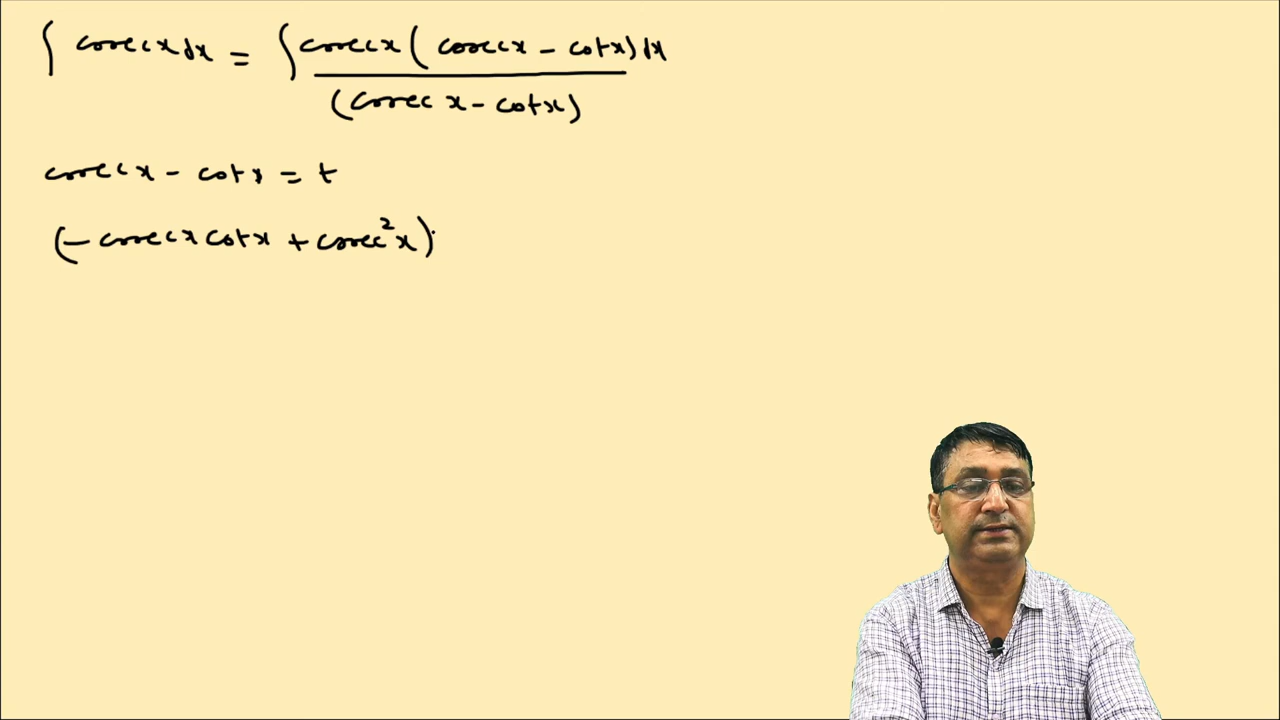 ∫ cosec x dx = ∫ cosec x (cosec x - cot x) dx / (cosec x - cot x)
cosec x - cot x = t
(- cosec x cot x + cosec² x)